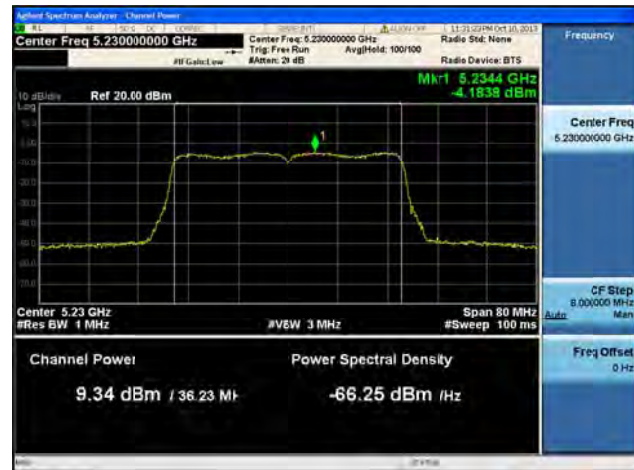 Agilent Spectrum Analyzer - Channel Power
Center Freq 5.230000000 GHz
#IFGain:Low
Center Freq: 5.230000000 GHz
Trig: Free Run
Avg|Hold: 100/100
#Atten: 20 dB
11:31:23 PM Oct 10, 2013
Radio Std: None
Radio Device: BTS
Frequency
Mkr1 5.2344 GHz
-4.1838 dBm
10 dB/div
Ref 20.00 dBm
Log
1
Center Freq
5.230000000 GHz
Center 5.23 GHz
Span 80 MHz
#Res BW 1 MHz
#VBW 3 MHz
#Sweep 100 ms
CF Step
8.000000 MHz
Auto
Man
Channel Power
Power Spectral Density
9.34 dBm / 36.23 MH
-66.25 dBm /Hz
Freq Offset
0 Hz